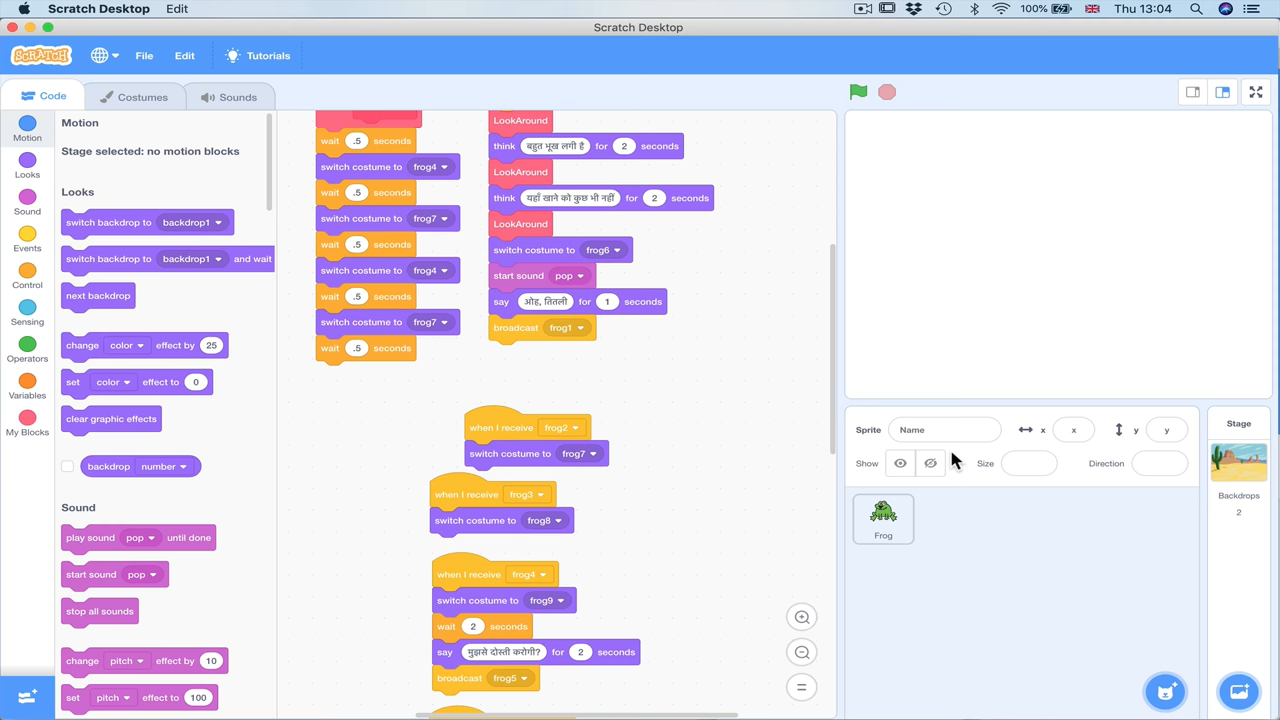 Scratch Desktop Edit 100% Thu 13:04
Scratch Desktop
SCRATCH File Edit Tutorials
Code Costumes Sounds
Motion
Looks
Sound
Events
Control
Sensing
Operators
Variables
My Blocks
Motion
Stage selected: no motion blocks
Looks
switch backdrop to backdrop1
switch backdrop to backdrop1 and wait
next backdrop
change color effect by 25
set color effect to 0
clear graphic effects
backdrop number
Sound
play sound pop until done
start sound pop
stop all sounds
change pitch effect by 10
set pitch effect to 100
wait .5 seconds
switch costume to frog4
wait .5 seconds
switch costume to frog7
wait .5 seconds
switch costume to frog4
wait .5 seconds
switch costume to frog7
wait .5 seconds
LookAround
think बहुत भूख लगी है for 2 seconds
LookAround
think यहाँ खाने को कुछ भी नहीं for 2 seconds
LookAround
switch costume to frog6
start sound pop
say ओह, तितली for 1 seconds
broadcast frog1
when I receive frog2
switch costume to frog7
when I receive frog3
switch costume to frog8
when I receive frog4
switch costume to frog9
wait 2 seconds
say मुझसे दोस्ती करोगी? for 2 seconds
broadcast frog5
Sprite Name x x y y
Show Size Direction
Frog
Stage
Backdrops
2